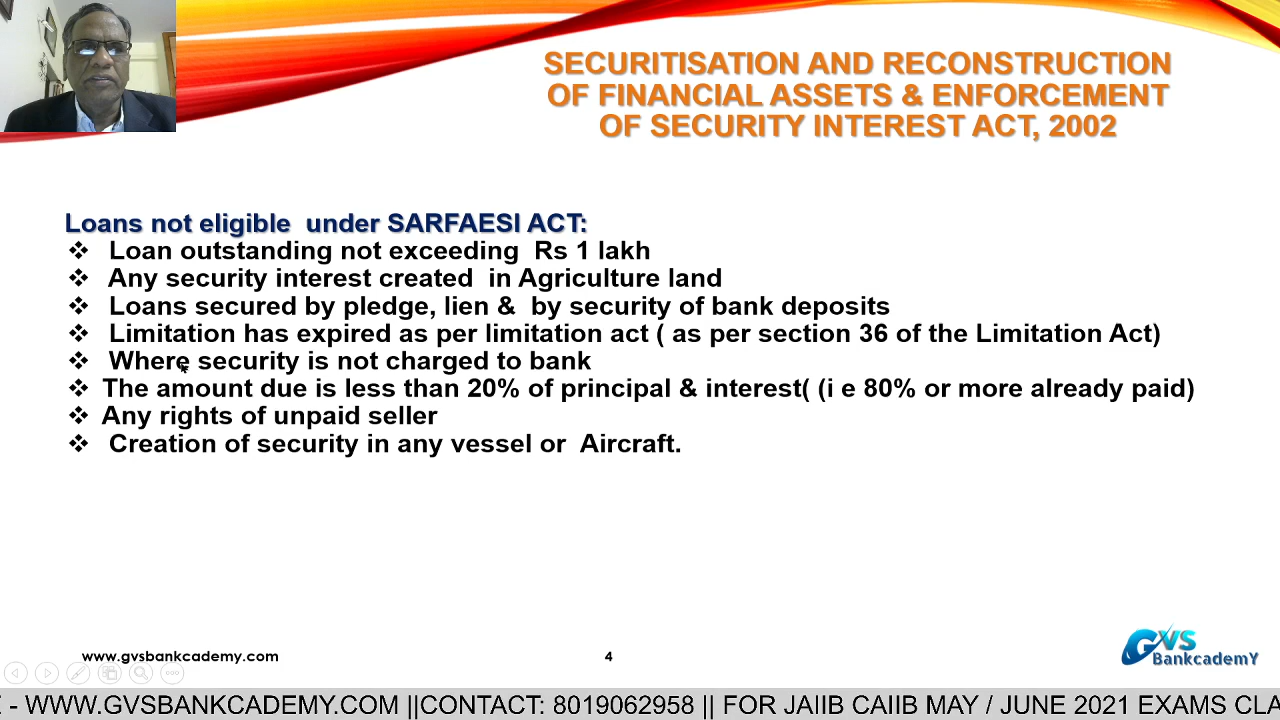 SECURITISATION AND RECONSTRUCTION
OF FINANCIAL ASSETS & ENFORCEMENT
OF SECURITY INTEREST ACT, 2002
Loans not eligible under SARFAESI ACT:
❖ Loan outstanding not exceeding Rs 1 lakh
❖ Any security interest created in Agriculture land
❖ Loans secured by pledge, lien & by security of bank deposits
❖ Limitation has expired as per limitation act ( as per section 36 of the Limitation Act)
❖ Where security is not charged to bank
❖ The amount due is less than 20% of principal & interest( (i e 80% or more already paid)
❖ Any rights of unpaid seller
❖ Creation of security in any vessel or Aircraft.
www.gvsbankcademy.com
4
GVS
BankcademY
E - WWW.GVSBANKCADEMY.COM ||CONTACT: 8019062958 || FOR JAIIB CAIIB MAY / JUNE 2021 EXAMS CLA